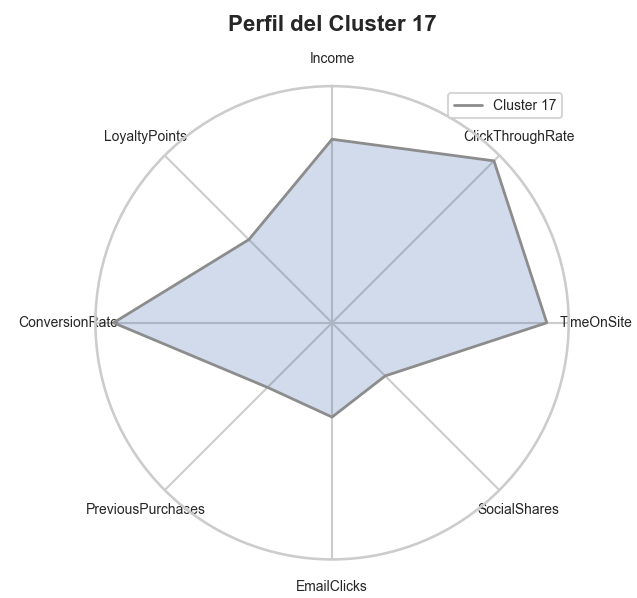 Perfil del Cluster 17
Income
Cluster 17
LoyaltyPoints
ClickThroughRate
ConversionRate
TimeOnSite
PreviousPurchases
SocialShares
EmailClicks